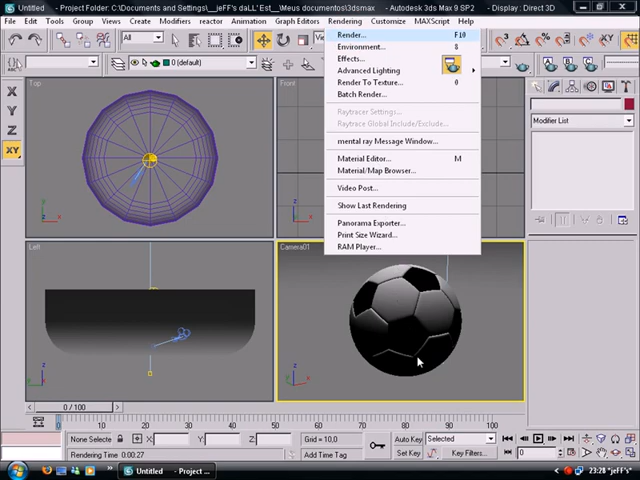 Untitled - Project Folder: C:\Documents and Settings\__jeFF's daLL' Est__\Meus documentos\3dsmax - Autodesk 3ds Max 9 SP2 - Display : Direct 3D
File Edit Tools Group Views Create Modifiers reactor Animation Graph Editors Rendering Customize MAXScript Help
All
0 (default)
Render... F10
Environment... 8
Effects...
Advanced Lighting
Render To Texture... 0
Batch Render...
Raytracer Settings...
Raytrace Global Include/Exclude...
mental ray Message Window...
Material Editor... M
Material/Map Browser...
Video Post...
Show Last Rendering
Panorama Exporter...
Print Size Wizard...
RAM Player...
X
Y
Z
XY
Top
Front
Left
Camera01
Modifier List
0 / 100
10 20 30 40 50 60 70 80 90 100
None Selecte X: Y: Z: Grid = 10,0 Auto Key Selected
Rendering Time 0:00:27 Add Time Tag Set Key Key Filters... 0
Untitled - Project ... 23:28 *jeFF's*